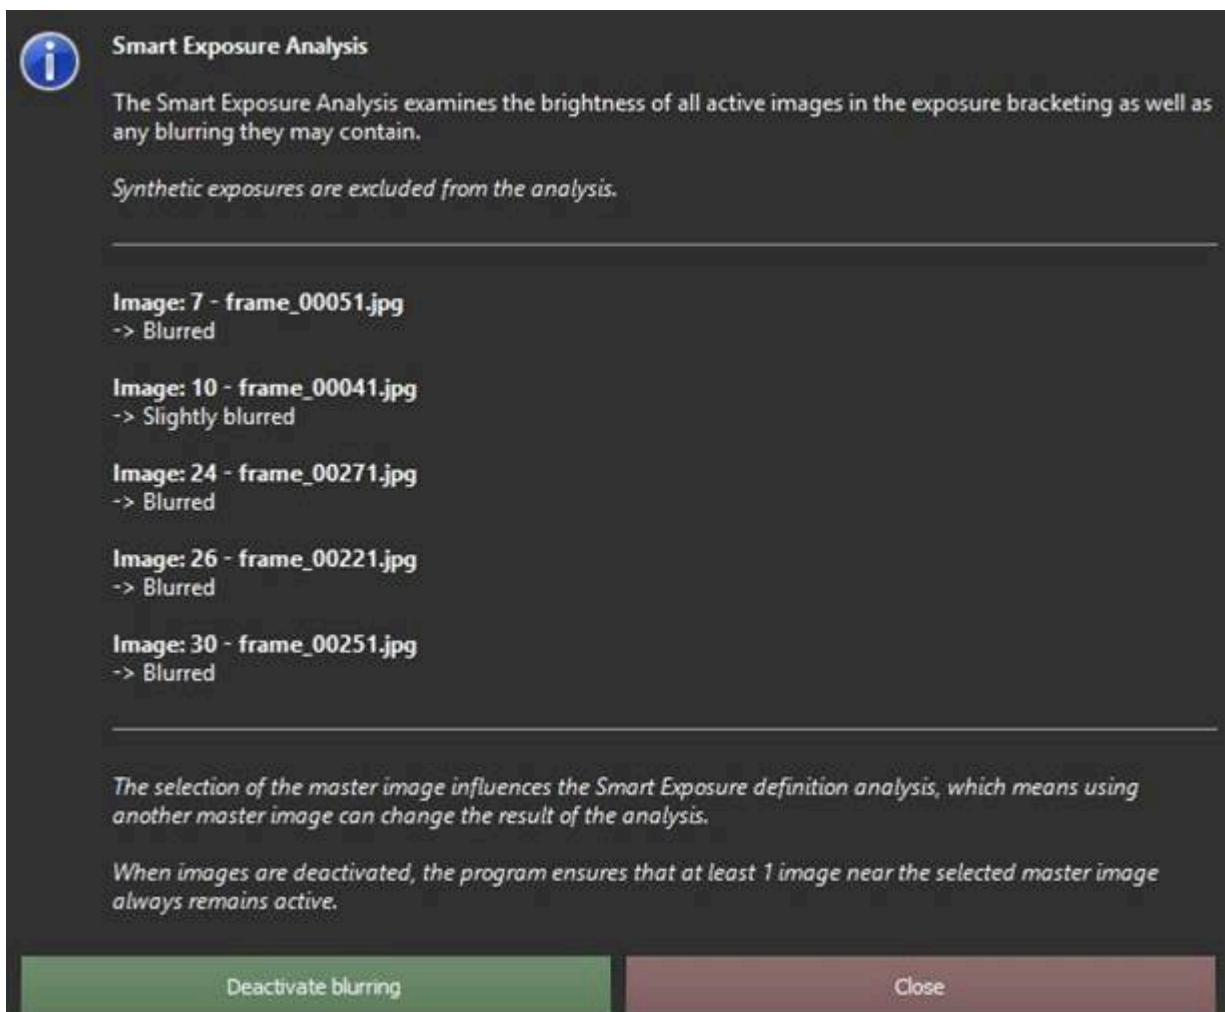 Smart Exposure Analysis
The Smart Exposure Analysis examines the brightness of all active images in the exposure bracketing as well as
any blurring they may contain.
Synthetic exposures are excluded from the analysis.
Image: 7 - frame_00051.jpg
-> Blurred
Image: 10 - frame_00041.jpg
-> Slightly blurred
Image: 24 - frame_00271.jpg
-> Blurred
Image: 26 - frame_00221.jpg
-> Blurred
Image: 30 - frame_00251.jpg
-> Blurred
The selection of the master image influences the Smart Exposure definition analysis, which means using
another master image can change the result of the analysis.
When images are deactivated, the program ensures that at least 1 image near the selected master image
always remains active.
Deactivate blurring
Close